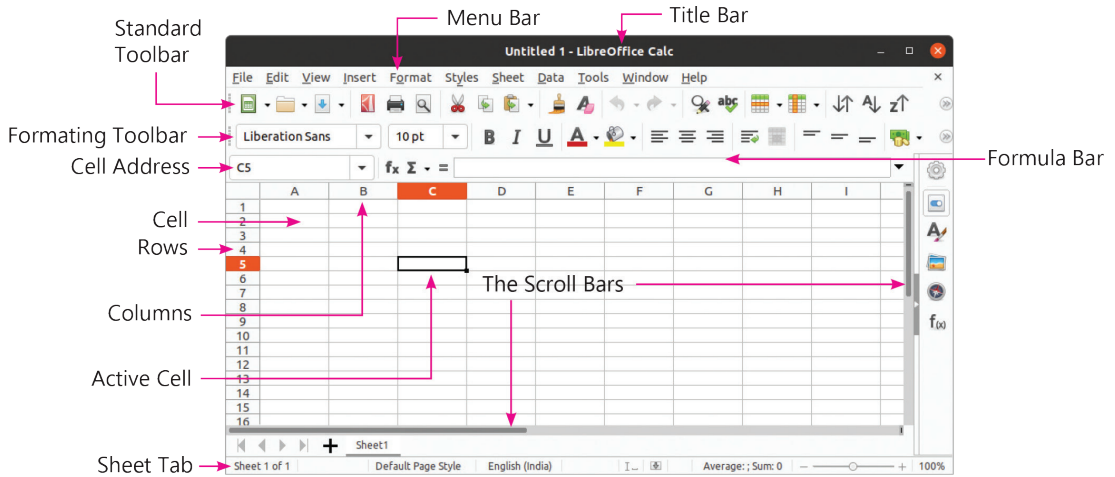 Menu Bar
Title Bar
Standard
Toolbar
Untitled 1 - LibreOffice Calc
File Edit View Insert Format Styles Sheet Data Tools Window Help
Formating Toolbar
Liberation Sans 10 pt B I U A
Cell Address
C5 fx Σ =
Formula Bar
A B C D E F G H I
1
Cell
2
3
Rows
4
5
6
The Scroll Bars
7
Columns
8
9
10
11
12
Active Cell
13
14
15
16
Sheet1
Sheet Tab
Sheet 1 of 1 Default Page Style English (India) Average: ; Sum: 0 100%